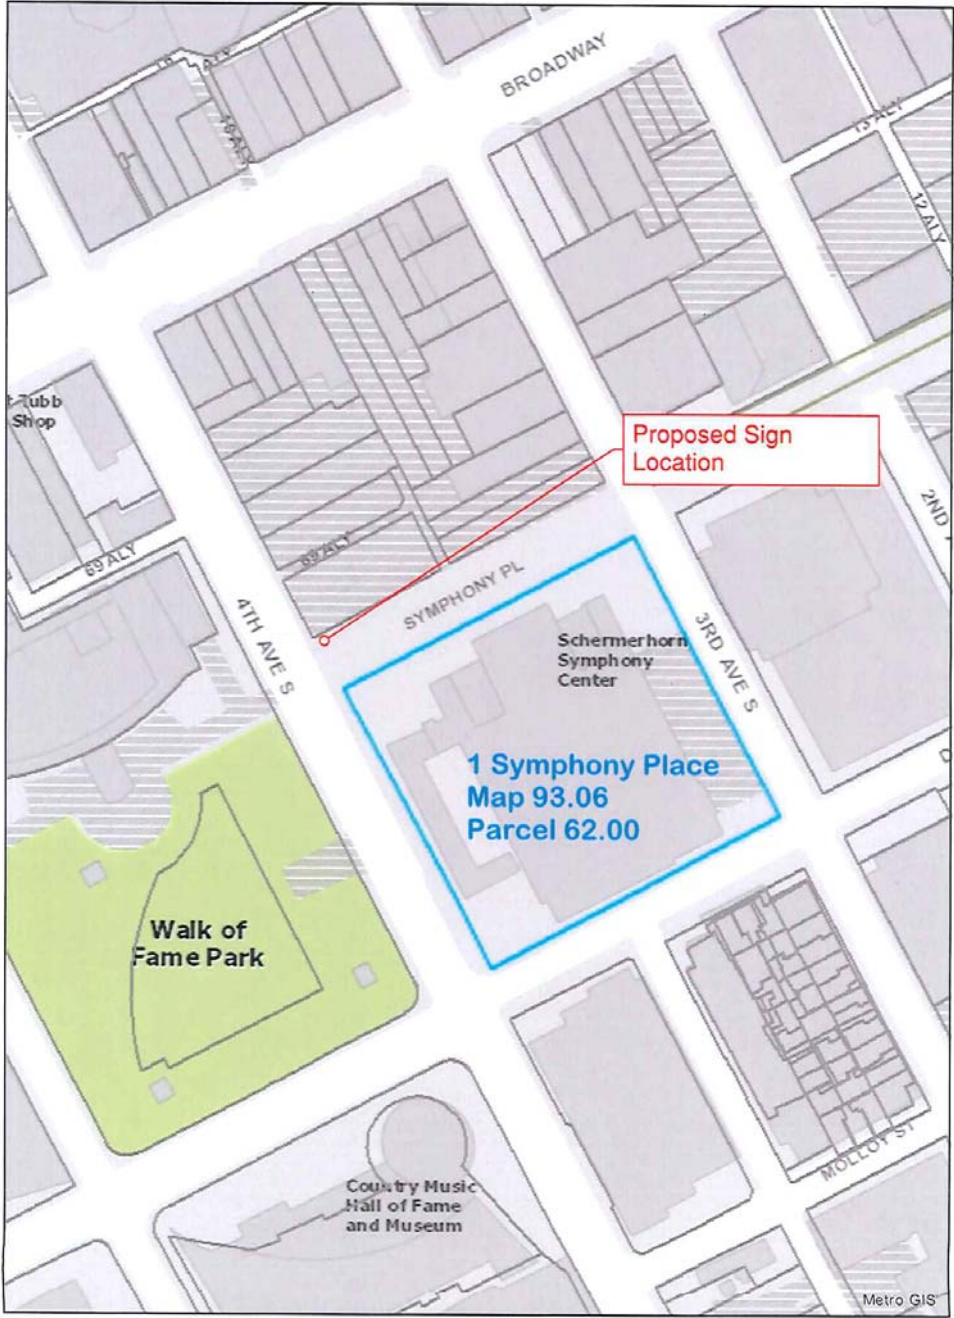 BROADWAY
13 ALY
12 ALY
t Tubb
Shop
Proposed Sign
Location
2ND
69 ALY
69 ALY
SYMPHONY PL
4TH AVE S
3RD AVE S
Schermerhorn
Symphony
Center
1 Symphony Place
Map 93.06
Parcel 62.00
D
Walk of
Fame Park
MOLLOY ST
Country Music
Hall of Fame
and Museum
Metro GIS